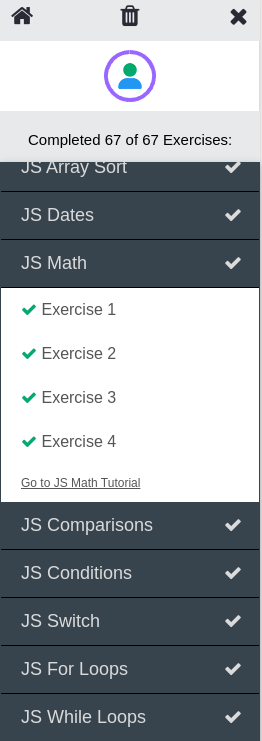 Completed 67 of 67 Exercises:
JS Array Sort
JS Dates
JS Math
Exercise 1
Exercise 2
Exercise 3
Exercise 4
Go to JS Math Tutorial
JS Comparisons
JS Conditions
JS Switch
JS For Loops
JS While Loops